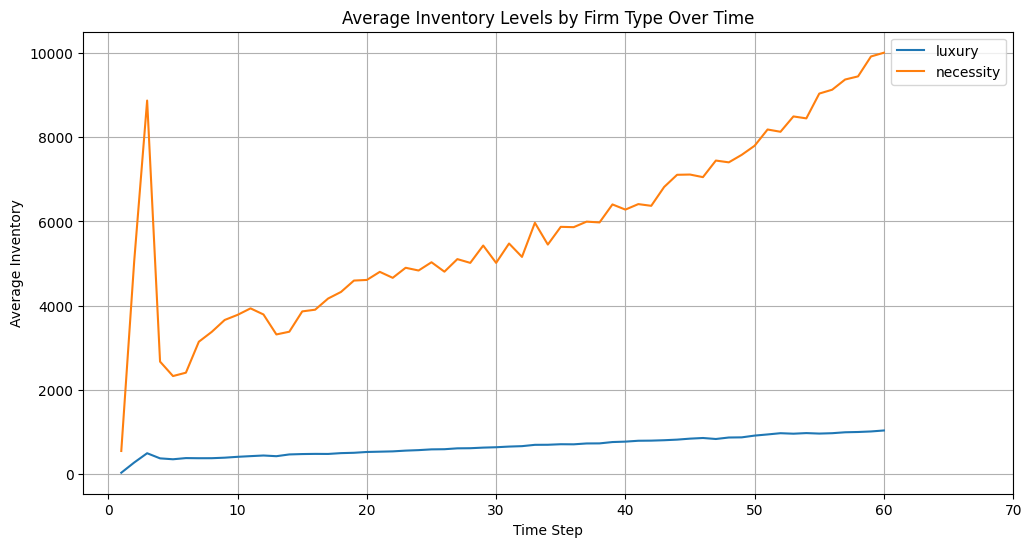 Average Inventory Levels by Firm Type Over Time
luxury
necessity
Average Inventory
10000
8000
6000
4000
2000
0
0 10 20 30 40 50 60 70
Time Step